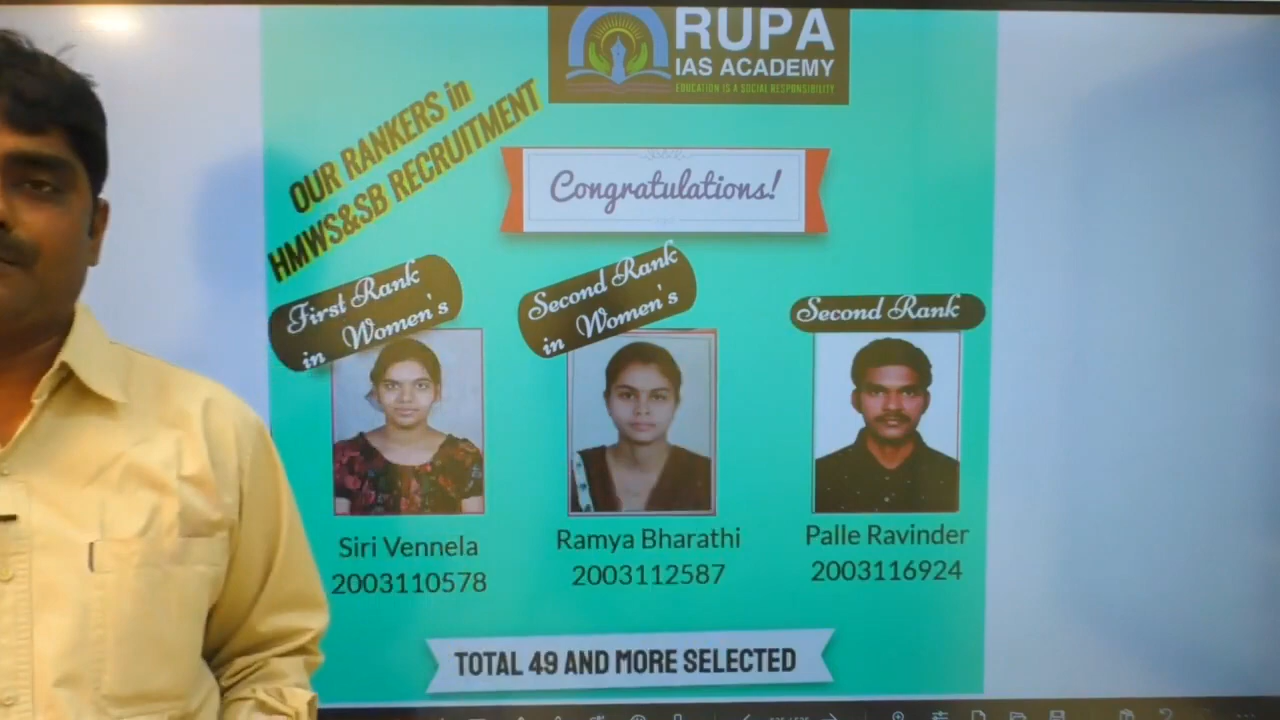 RUPA
IAS ACADEMY
EDUCATION IS A SOCIAL RESPONSIBILITY
OUR RANKERS in
HMWS&SB RECRUITMENT
Congratulations!
First Rank
in Women's
Second Rank
in Women's
Second Rank
Siri Vennela
2003110578
Ramya Bharathi
2003112587
Palle Ravinder
2003116924
TOTAL 49 AND MORE SELECTED